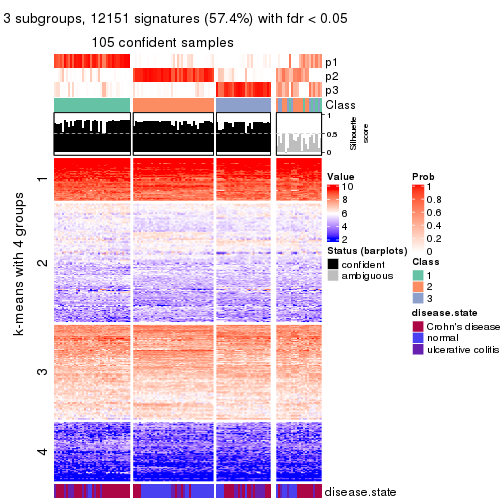 3 subgroups, 12151 signatures (57.4%) with fdr < 0.05
105 confident samples
p1
p2
p3
Class
1
0.5
0
Silhouette
score
k-means with 4 groups
1
2
3
4
disease.state
Value
10
8
6
4
2
Status (barplots)
confident
ambiguous
Prob
1
0.8
0.6
0.4
0.2
0
Class
1
2
3
disease.state
Crohn's disease
normal
ulcerative colitis